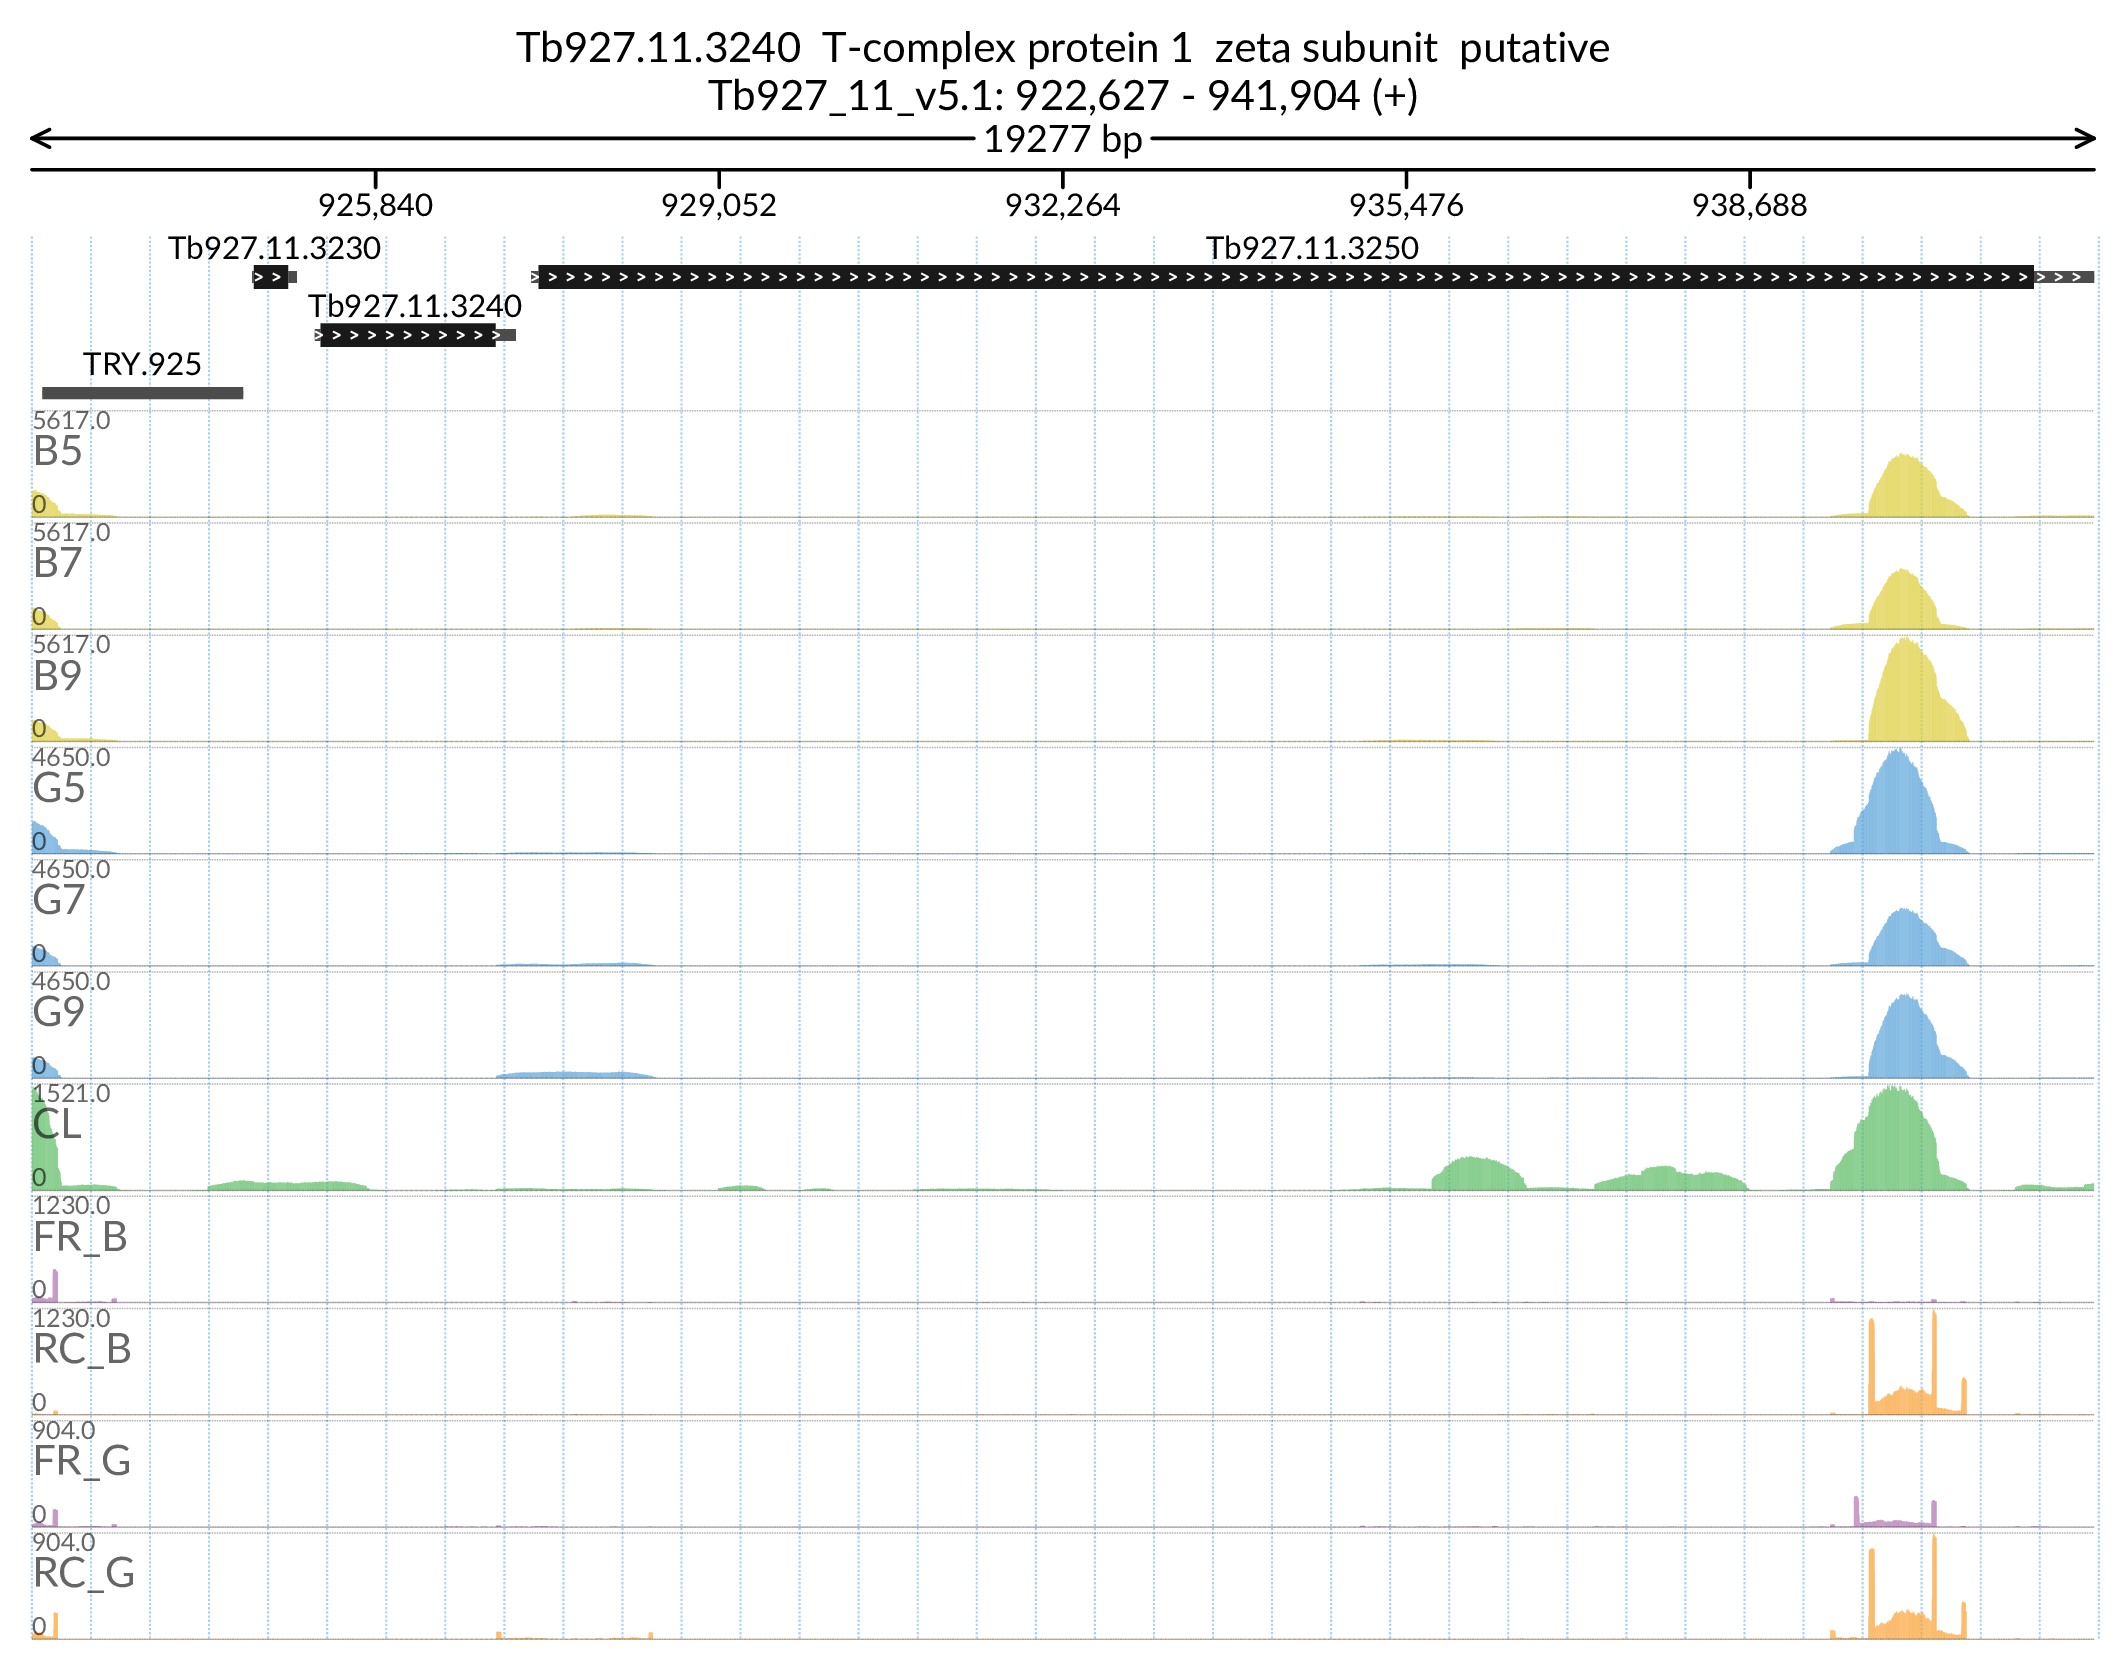 Tb927.11.3240  T-complex protein 1  zeta subunit  putative
Tb927_11_v5.1: 922,627 - 941,904 (+)
19277 bp
925,840 929,052 932,264 935,476 938,688
Tb927.11.3230 Tb927.11.3250
Tb927.11.3240
TRY.925
5617.0
B5
0
5617.0
B7
0
5617.0
B9
0
4650.0
G5
0
4650.0
G7
0
4650.0
G9
0
1521.0
CL
0
1230.0
FR_B
0
1230.0
RC_B
0
904.0
FR_G
0
904.0
RC_G
0